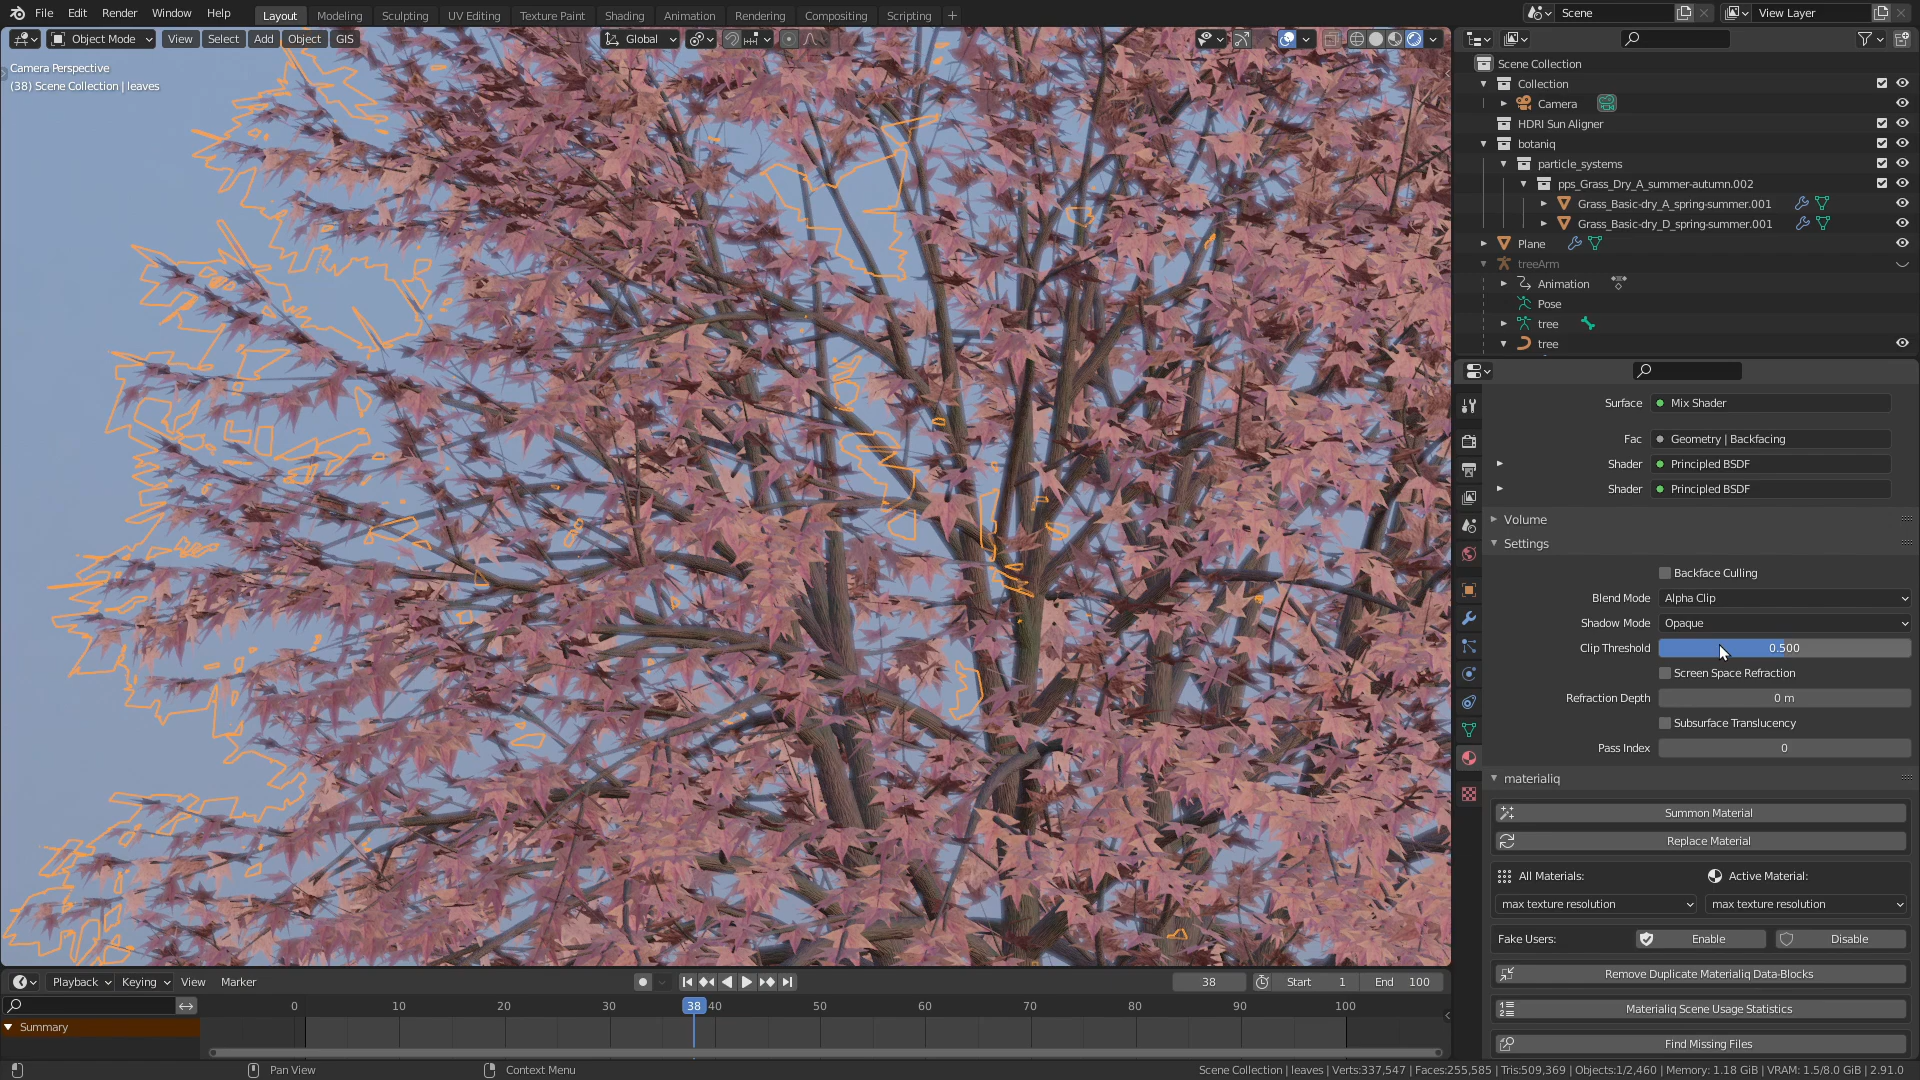 File Edit Render Window Help Layout Modeling Sculpting UV Editing Texture Paint Shading Animation Rendering Compositing Scripting + Scene View Layer
Object Mode View Select Add Object GIS Global
Camera Perspective
(38) Scene Collection | leaves
Scene Collection
Collection
Camera
HDRI Sun Aligner
botaniq
particle_systems
pps_Grass_Dry_A_summer-autumn.002
Grass_Basic-dry_A_spring-summer.001
Grass_Basic-dry_D_spring-summer.001
Plane
treeArm
Animation
Pose
tree
tree
Surface Mix Shader
Fac Geometry | Backfacing
Shader Principled BSDF
Shader Principled BSDF
Volume
Settings
Backface Culling
Blend Mode Alpha Clip
Shadow Mode Opaque
Clip Threshold 0.500
Screen Space Refraction
Refraction Depth 0 m
Subsurface Translucency
Pass Index 0
materialiq
Summon Material
Replace Material
All Materials: Active Material:
max texture resolution max texture resolution
Fake Users: Enable Disable
Remove Duplicate Materialiq Data-Blocks
Materialiq Scene Usage Statistics
Find Missing Files
Playback Keying View Marker 38 Start 1 End 100
0 10 20 30 38 40 50 60 70 80 90 100
Summary
Pan View Context Menu Scene Collection | leaves | Verts:337,547 | Faces:255,585 | Tris:509,369 | Objects:1/2,460 | Memory: 1.18 GiB | VRAM: 1.5/8.0 GiB | 2.91.0